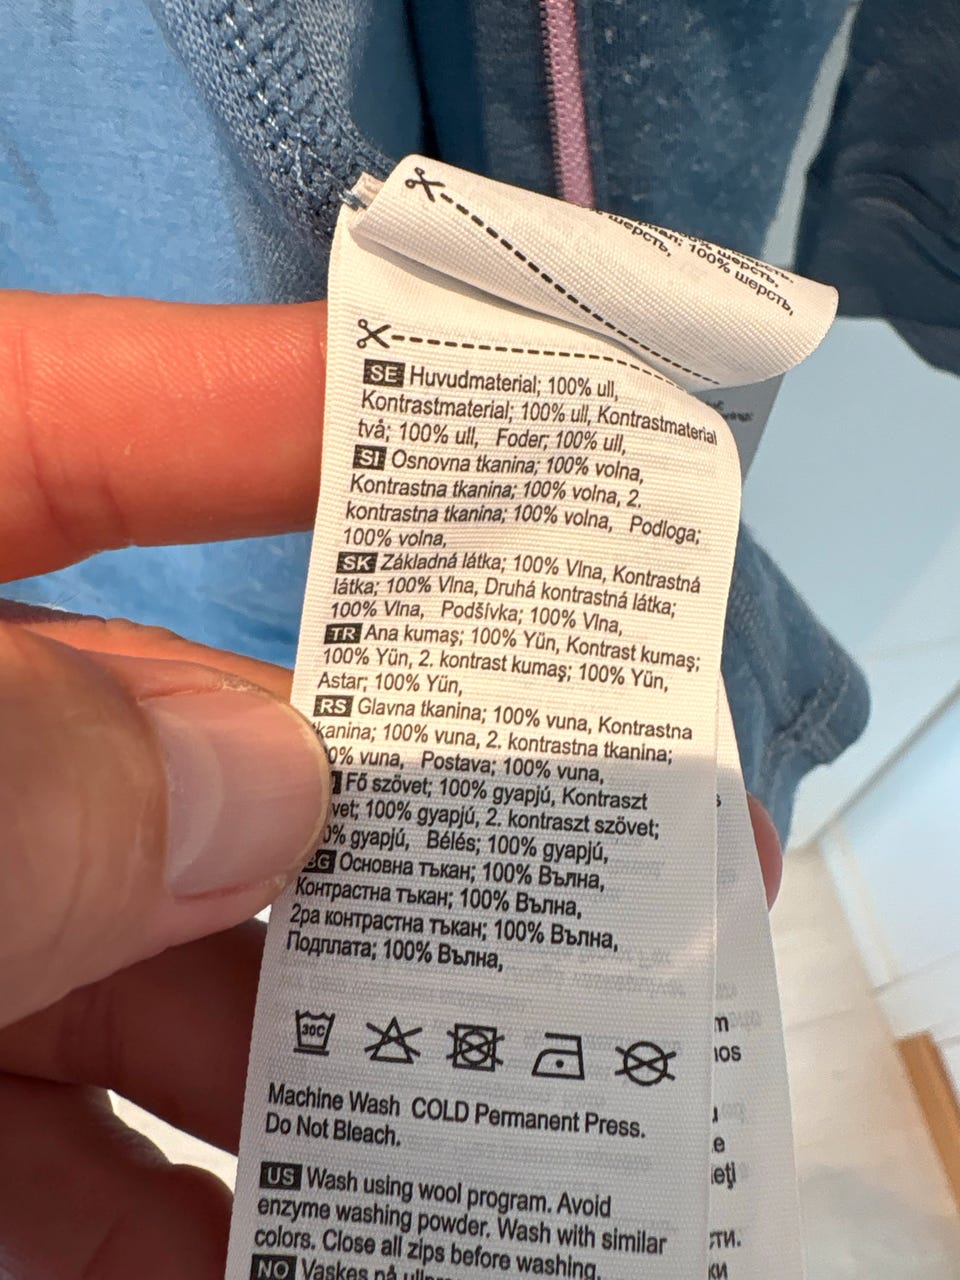 шерсть,
100% шерсть,
SE Huvudmaterial; 100% ull,
Kontrastmaterial; 100% ull, Kontrastmaterial
två; 100% ull, Foder; 100% ull,
SI Osnovna tkanina; 100% volna,
Kontrastna tkanina; 100% volna, 2.
kontrastna tkanina; 100% volna, Podloga;
100% volna,
SK Základná látka; 100% Vlna, Kontrastná
látka; 100% Vlna, Druhá kontrastná látka;
100% Vlna, Podšívka; 100% Vlna,
TR Ana kumaş; 100% Yün, Kontrast kumaş;
100% Yün, 2. kontrast kumaş; 100% Yün,
Astar; 100% Yün,
RS Glavna tkanina; 100% vuna, Kontrastna
tkanina; 100% vuna, 2. kontrastna tkanina;
0% vuna, Postava; 100% vuna,
Fő szövet; 100% gyapjú, Kontraszt
vet; 100% gyapjú, 2. kontraszt szövet;
0% gyapjú, Bélés; 100% gyapjú,
BG Основна тъкан; 100% Вълна,
Контрастна тъкан; 100% Вълна,
2ра контрастна тъкан; 100% Вълна,
Подплата; 100% Вълна,
30C
Machine Wash COLD Permanent Press.
Do Not Bleach.
US Wash using wool program. Avoid
enzyme washing powder. Wash with similar
colors. Close all zips before washing.
NO Vaskes på